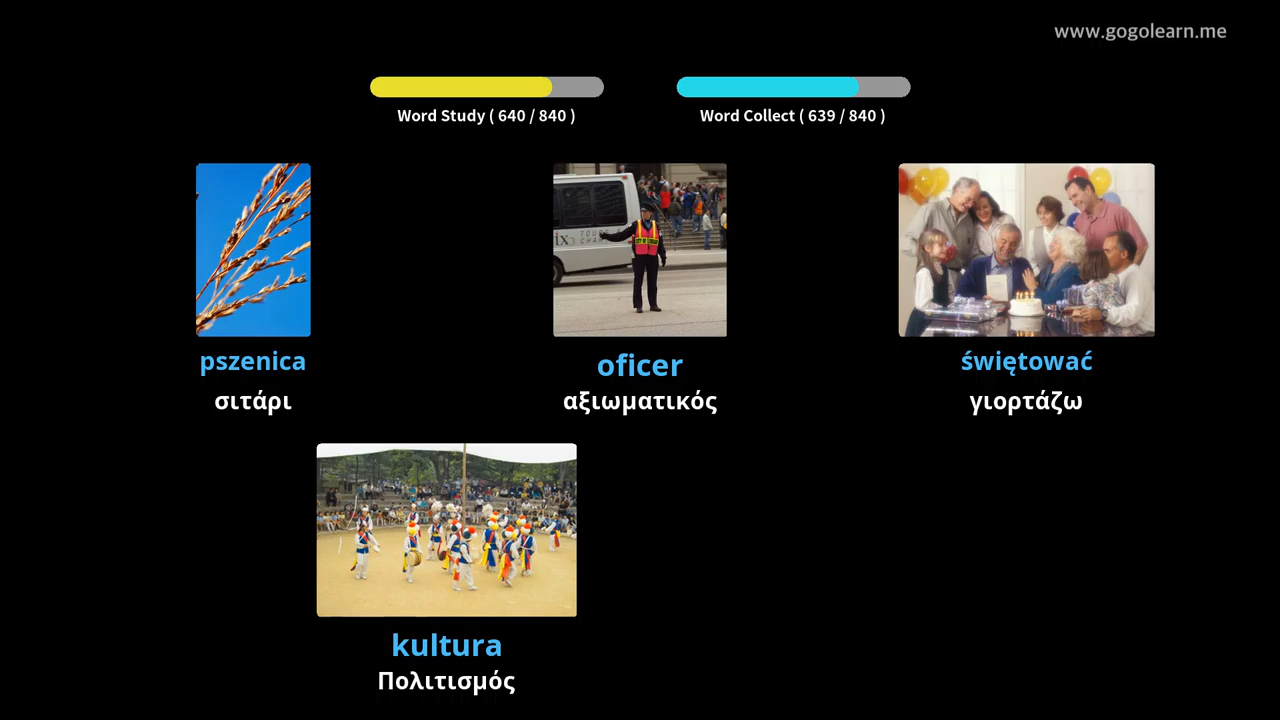 www.gogolearn.me
Word Study ( 640 / 840 )
Word Collect ( 639 / 840 )
pszenica
σιτάρι
oficer
αξιωματικός
świętować
γιορτάζω
kultura
Πολιτισμός